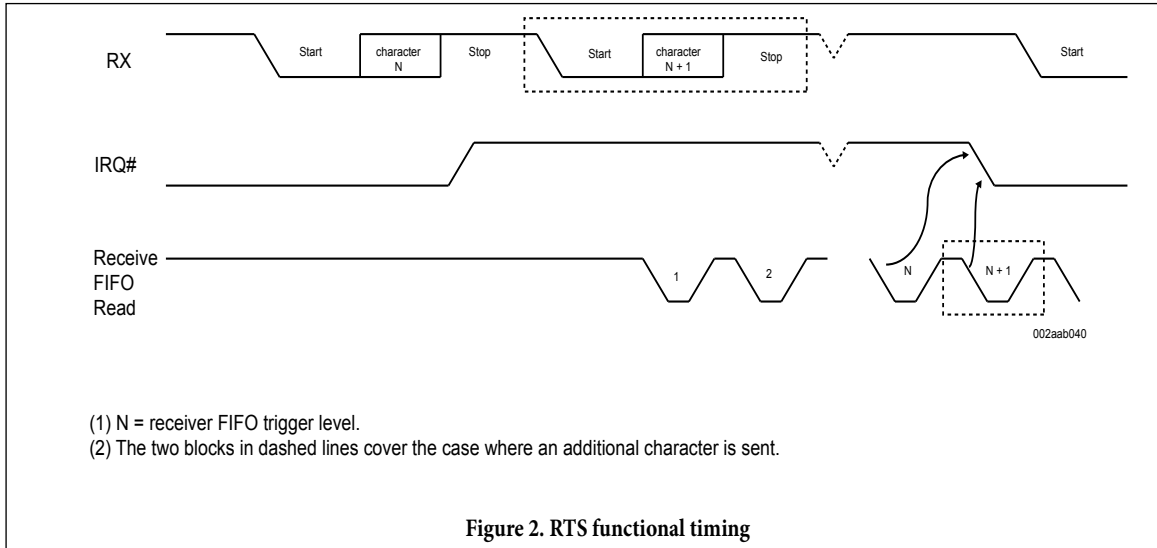 RX
Start
character
N
Stop
Start
character
N + 1
Stop
Start
IRQ#
Receive
FIFO
Read
1
2
N
N + 1
002aab040
(1) N = receiver FIFO trigger level.
(2) The two blocks in dashed lines cover the case where an additional character is sent.
Figure 2. RTS functional timing